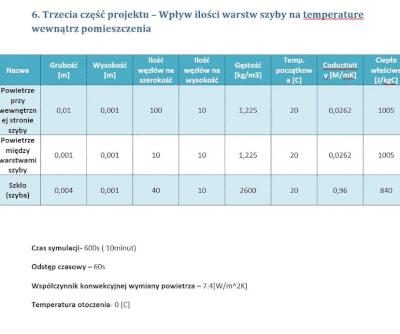 6. Trzecia część projektu – Wpływ ilości warstw szyby na temperature
wewnątrz pomieszczenia
Nazwa | Grubość [m] | Wysokość [m] | Ilość węzłów na szerokość | Ilość węzłów na wysokość | Gęstość [kg/m3] | Temp. początkowa [C] | Coductivity [M/mK] | Ciepło właściwe [J/kgC]
Powietrze przy wewnętrznej stronie szyby | 0,01 | 0,001 | 100 | 10 | 1,225 | 20 | 0,0262 | 1005
Powietrze między warstwami szyby | 0,001 | 0,001 | 10 | 10 | 1,225 | 20 | 0,0262 | 1005
Szkło (szyba) | 0,004 | 0,001 | 40 | 10 | 2600 | 20 | 0,96 | 840
Czas symulacji- 600s ( 10minut)
Odstęp czasowy – 60s
Współczynnik konwekcyjnej wymiany powietrza – 7.4[W/m^2K]
Temperatura otoczenia- 0 [C]